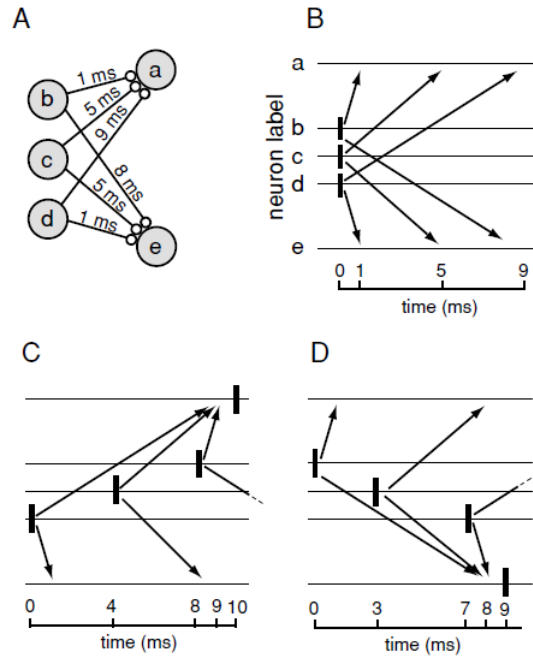 A
a
b
c
d
e
1 ms
5 ms
9 ms
8 ms
5 ms
1 ms
B
neuron label
a
b
c
d
e
0 1 5 9
time (ms)
C
0 4 8 9 10
time (ms)
D
0 3 7 8 9
time (ms)